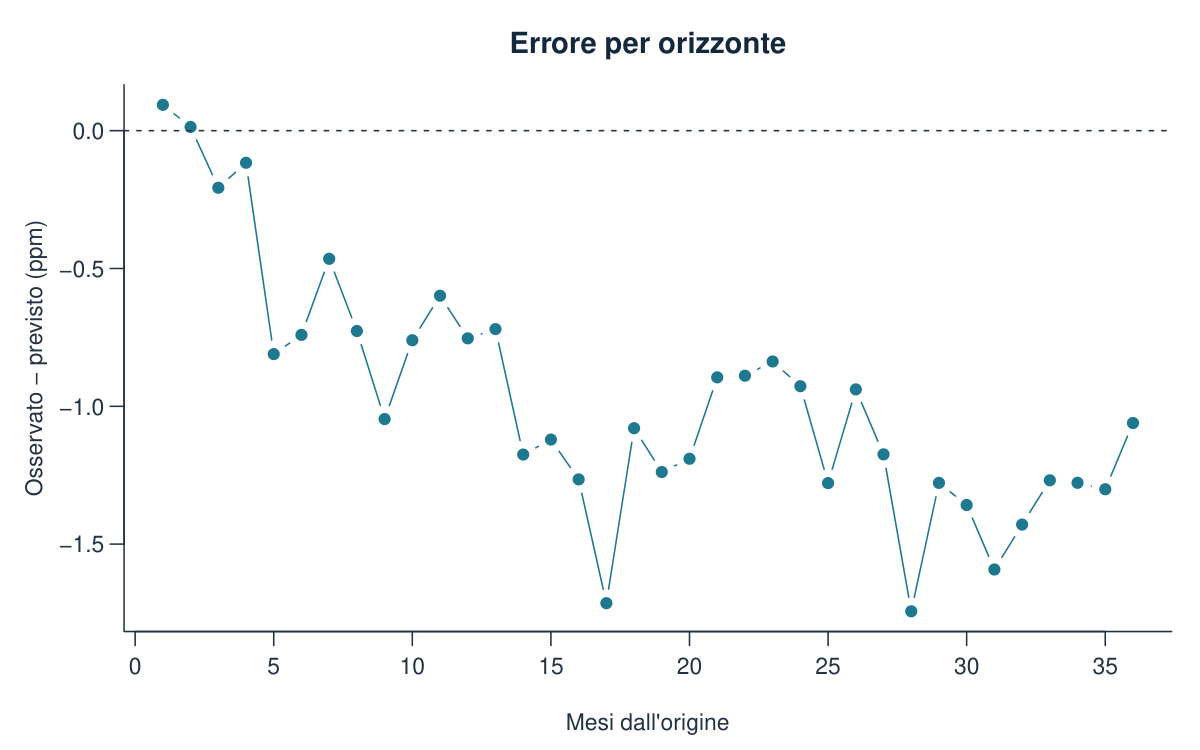 Errore per orizzonte
Osservato − previsto (ppm)
0.0
−0.5
−1.0
−1.5
0 5 10 15 20 25 30 35
Mesi dall'origine